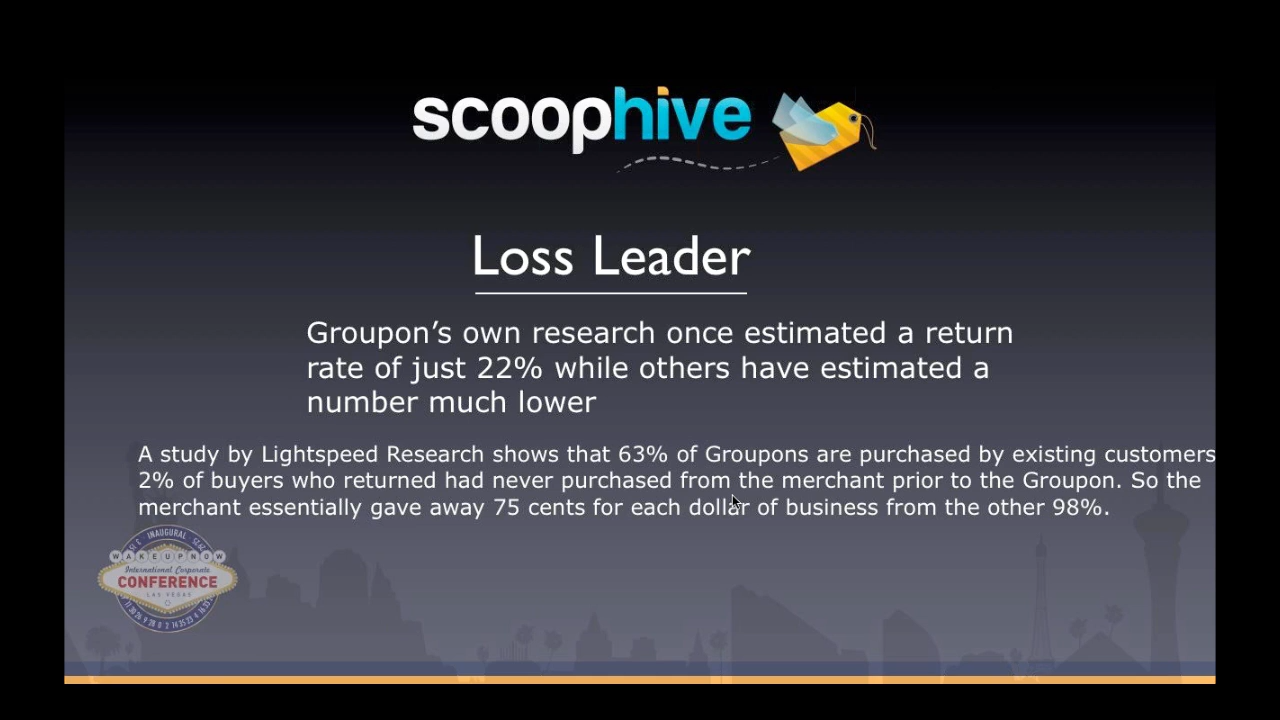 scoophive
Loss Leader
Groupon’s own research once estimated a return
rate of just 22% while others have estimated a
number much lower
A study by Lightspeed Research shows that 63% of Groupons are purchased by existing customers
2% of buyers who returned had never purchased from the merchant prior to the Groupon. So the
merchant essentially gave away 75 cents for each dollar of business from the other 98%.
INAUGURAL
WAKEUPNOW
International Corporate
CONFERENCE
LAS VEGAS